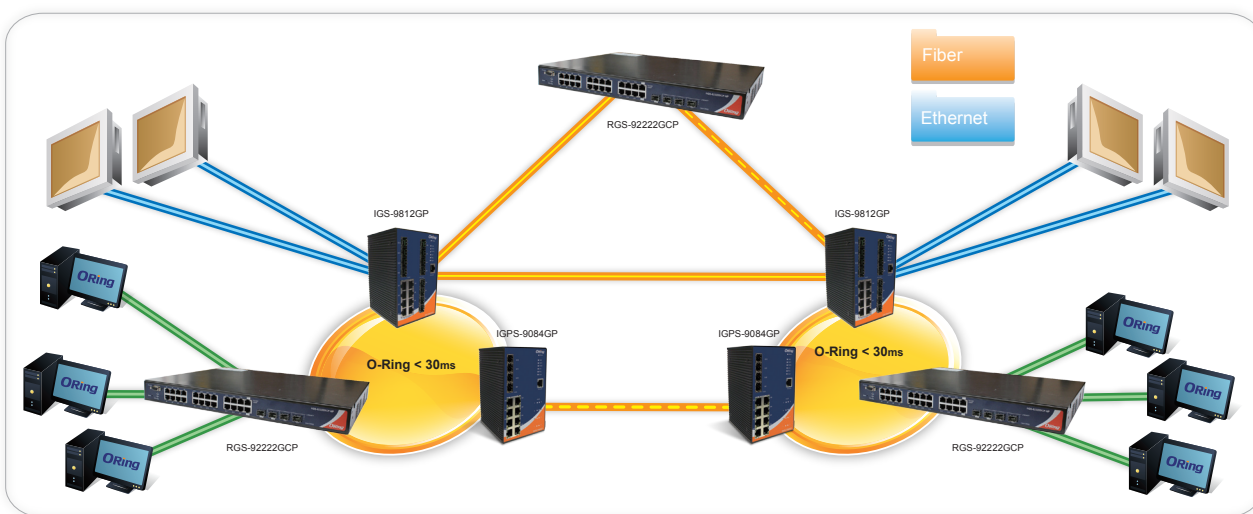 Fiber
Ethernet
RGS-92222GCP
IGS-9812GP
IGS-9812GP
ORing
ORing
ORing
IGPS-9084GP
IGPS-9084GP
O-Ring < 30ms
O-Ring < 30ms
ORing
ORing
RGS-92222GCP
RGS-92222GCP
ORing